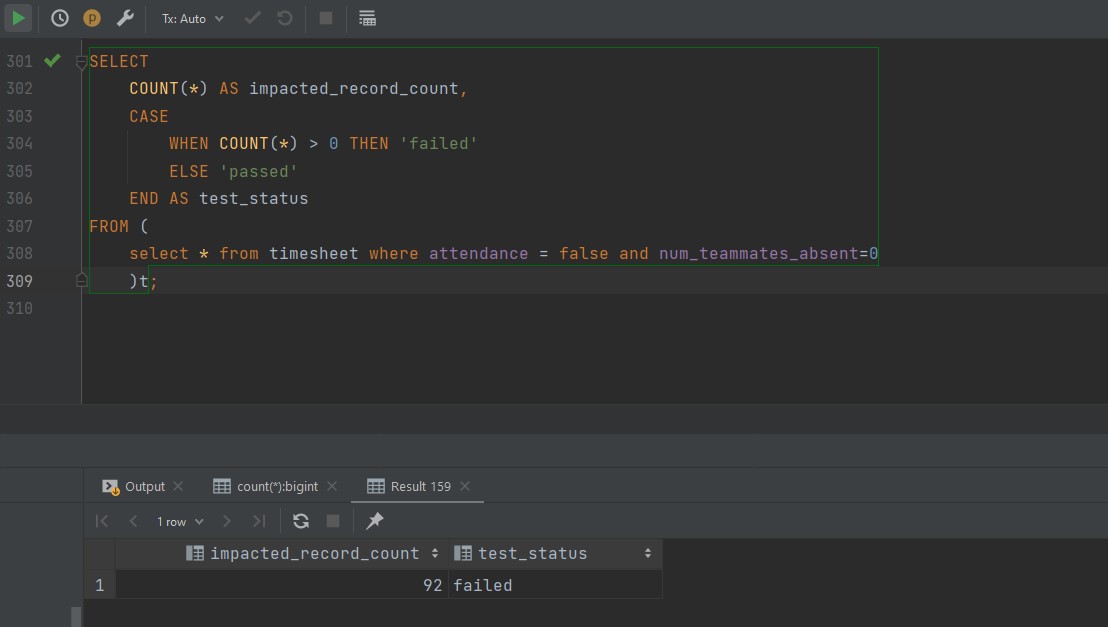 p Tx: Auto
301 SELECT
302 COUNT(*) AS impacted_record_count,
303 CASE
304 WHEN COUNT(*) > 0 THEN 'failed'
305 ELSE 'passed'
306 END AS test_status
307 FROM (
308 select * from timesheet where attendance = false and num_teammates_absent=0
309 )t;
310
Output count(*):bigint Result 159
1 row
impacted_record_count test_status
1 92 failed